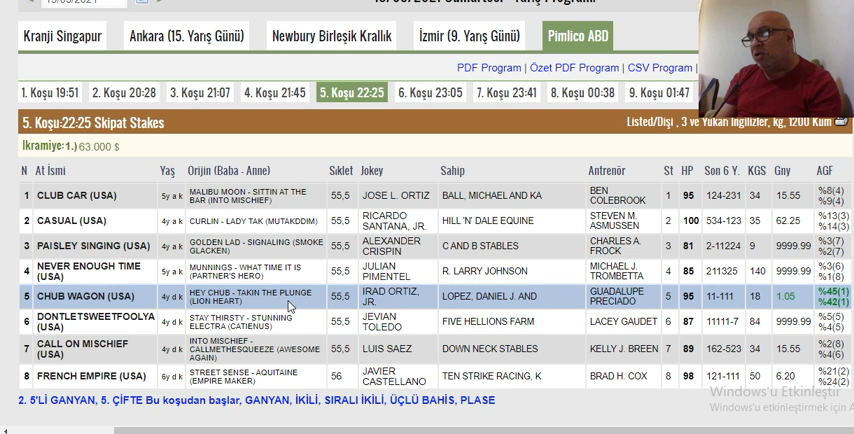 15/05/2021
15/05/2021 Cumartesi - Yarış Programı
Kranji Singapur
Ankara (15. Yarış Günü)
Newbury Birleşik Krallık
İzmir (9. Yarış Günü)
Pimlico ABD
PDF Program | Özet PDF Program | CSV Program |
1. Koşu 19:51 2. Koşu 20:28 3. Koşu 21:07 4. Koşu 21:45 5. Koşu 22:25 6. Koşu 23:05 7. Koşu 23:41 8. Koşu 00:38 9. Koşu 01:47
5. Koşu:22:25 Skipat Stakes
Listed/Dişi , 3 ve Yukarı İngilizler, kg, 1200 Kum
Ikramiye:1.) 63.000 $
N At İsmi Yaş Orijin (Baba - Anne) Sıklet Jokey Sahip Antrenör St HP Son 6 Y. KGS Gny AGF
1 CLUB CAR (USA) 5y a k MALIBU MOON - SITTIN AT THE BAR (INTO MISCHIEF) 55,5 JOSE L. ORTIZ BALL, MICHAEL AND KA BEN COLEBROOK 1 95 124-231 34 15.55 %8(4) %9(4)
2 CASUAL (USA) 4y a k CURLIN - LADY TAK (MUTAKDDIM) 55,5 RICARDO SANTANA, JR. HILL 'N' DALE EQUINE STEVEN M. ASMUSSEN 2 100 534-123 35 62.25 %13(3) %14(3)
3 PAISLEY SINGING (USA) 4y a k GOLDEN LAD - SIGNALING (SMOKE GLACKEN) 55,5 ALEXANDER CRISPIN C AND B STABLES CHARLES A. FROCK 3 81 2-11224 9 9999.99 %3(7) %2(7)
4 NEVER ENOUGH TIME (USA) 5y a k MUNNINGS - WHAT TIME IT IS (PARTNER'S HERO) 55,5 JULIAN PIMENTEL R. LARRY JOHNSON MICHAEL J. TROMBETTA 4 85 211325 140 9999.99 %3(6) %1(8)
5 CHUB WAGON (USA) 4y d k HEY CHUB - TAKIN THE PLUNGE (LION HEART) 55,5 IRAD ORTIZ, JR. LOPEZ, DANIEL J. AND GUADALUPE PRECIADO 5 95 11-111 18 1.05 %45(1) %42(1)
6 DONTLETSWEETFOOLYA (USA) 4y d k STAY THIRSTY - STUNNING ELECTRA (CATIENUS) 55,5 JEVIAN TOLEDO FIVE HELLIONS FARM LACEY GAUDET 6 87 11111-7 84 9999.99 %5(5) %4(5)
7 CALL ON MISCHIEF (USA) 4y d k INTO MISCHIEF - CALLMETHESQUEEZE (AWESOME AGAIN) 55,5 LUIS SAEZ DOWN NECK STABLES KELLY J. BREEN 7 89 162-523 34 15.55 %2(8) %4(6)
8 FRENCH EMPIRE (USA) 6y d k STREET SENSE - AQUITAINE (EMPIRE MAKER) 56 JAVIER CASTELLANO TEN STRIKE RACING, K BRAD H. COX 8 98 121-111 50 6.20 %21(2) %24(2)
2. 5'Lİ GANYAN, 5. ÇİFTE Bu koşudan başlar, GANYAN, İKİLİ, SIRALI İKİLİ, ÜÇLÜ BAHİS, PLASE
Windows'u Etkinleştir
Windows'u etkinleştirmek için A